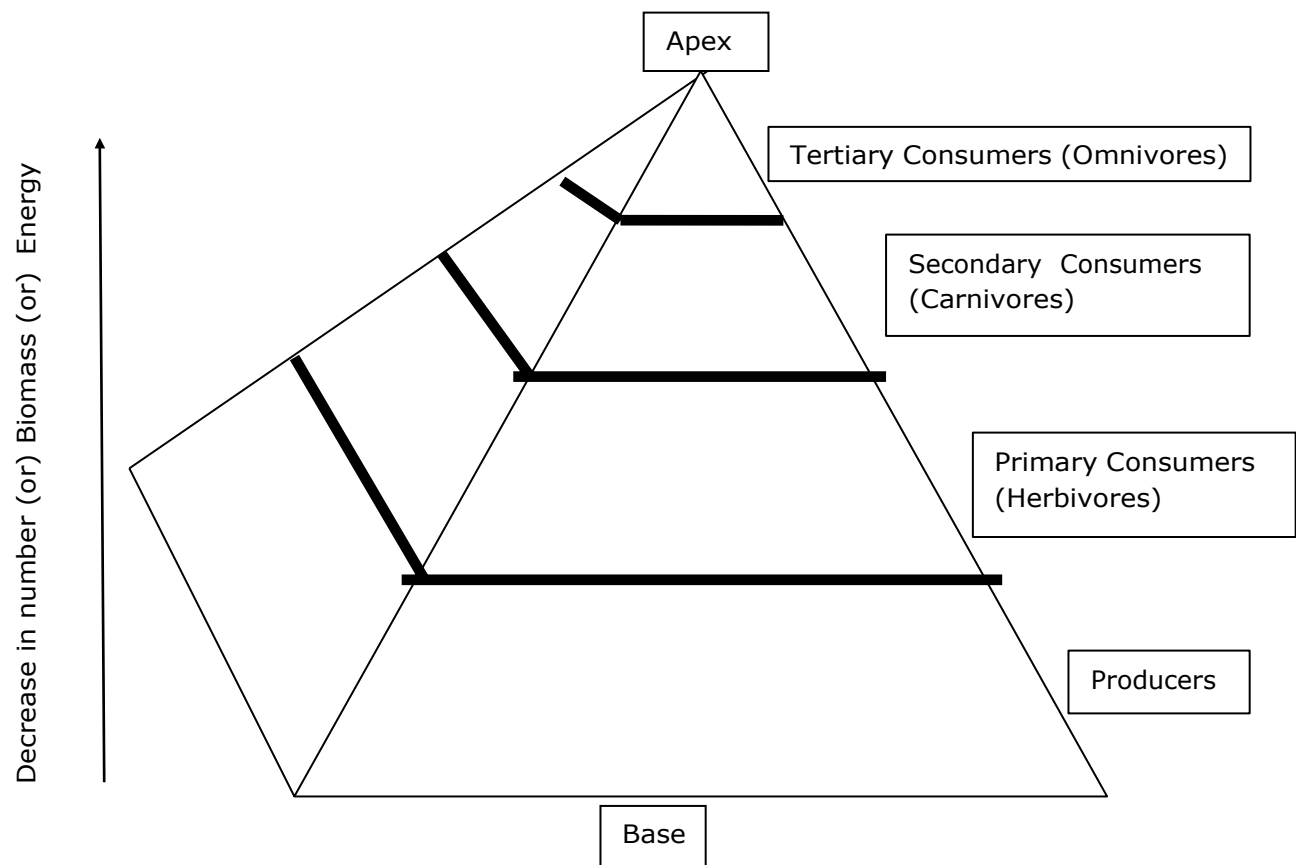 Apex
Tertiary Consumers (Omnivores)
Secondary Consumers
(Carnivores)
Primary Consumers
(Herbivores)
Producers
Base
Decrease in number (or) Biomass (or) Energy